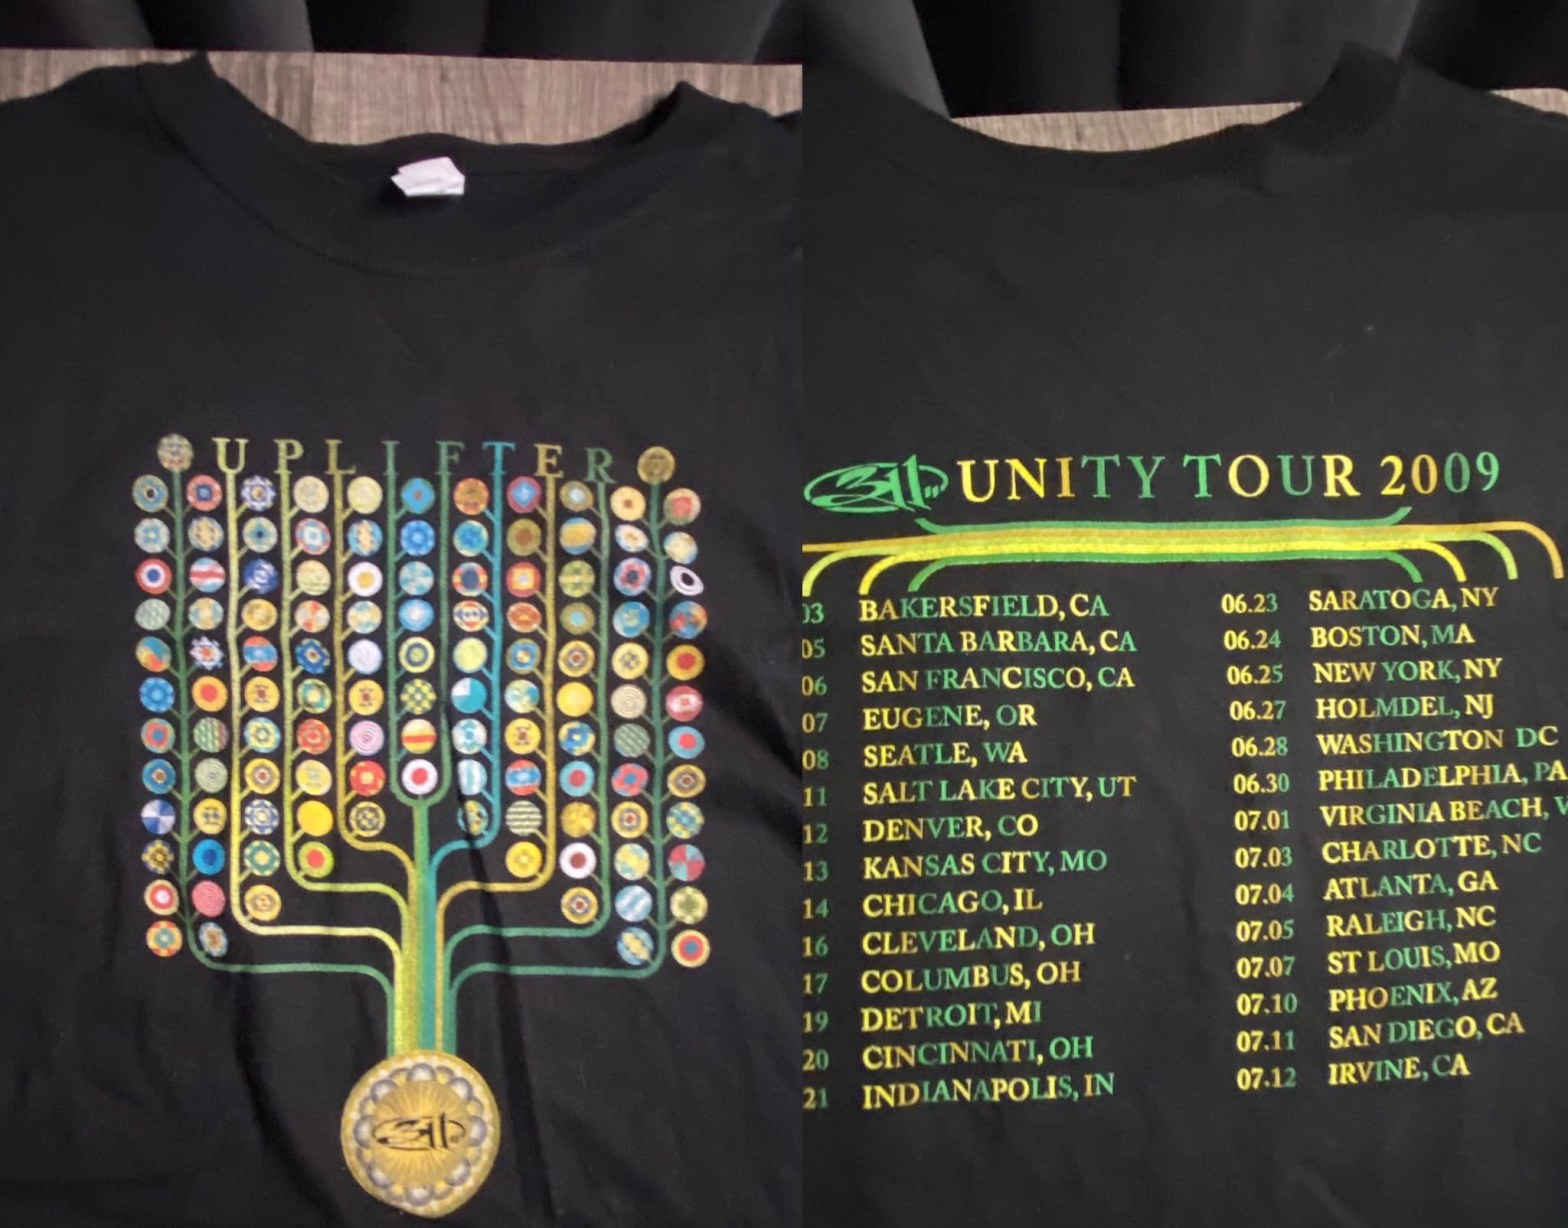 UPLIFTER
311
311 UNITY TOUR 2009
03 BAKERSFIELD, CA
05 SANTA BARBARA, CA
06 SAN FRANCISCO, CA
07 EUGENE, OR
08 SEATLE, WA
11 SALT LAKE CITY, UT
12 DENVER, CO
13 KANSAS CITY, MO
14 CHICAGO, IL
16 CLEVELAND, OH
17 COLUMBUS, OH
19 DETROIT, MI
20 CINCINNATI, OH
21 INDIANAPOLIS, IN
06.23 SARATOGA, NY
06.24 BOSTON, MA
06.25 NEW YORK, NY
06.27 HOLMDEL, NJ
06.28 WASHINGTON DC
06.30 PHILADELPHIA, PA
07.01 VIRGINIA BEACH,
07.03 CHARLOTTE, NC
07.04 ATLANTA, GA
07.05 RALEIGH, NC
07.07 ST LOUIS, MO
07.10 PHOENIX, AZ
07.11 SAN DIEGO, CA
07.12 IRVINE, CA